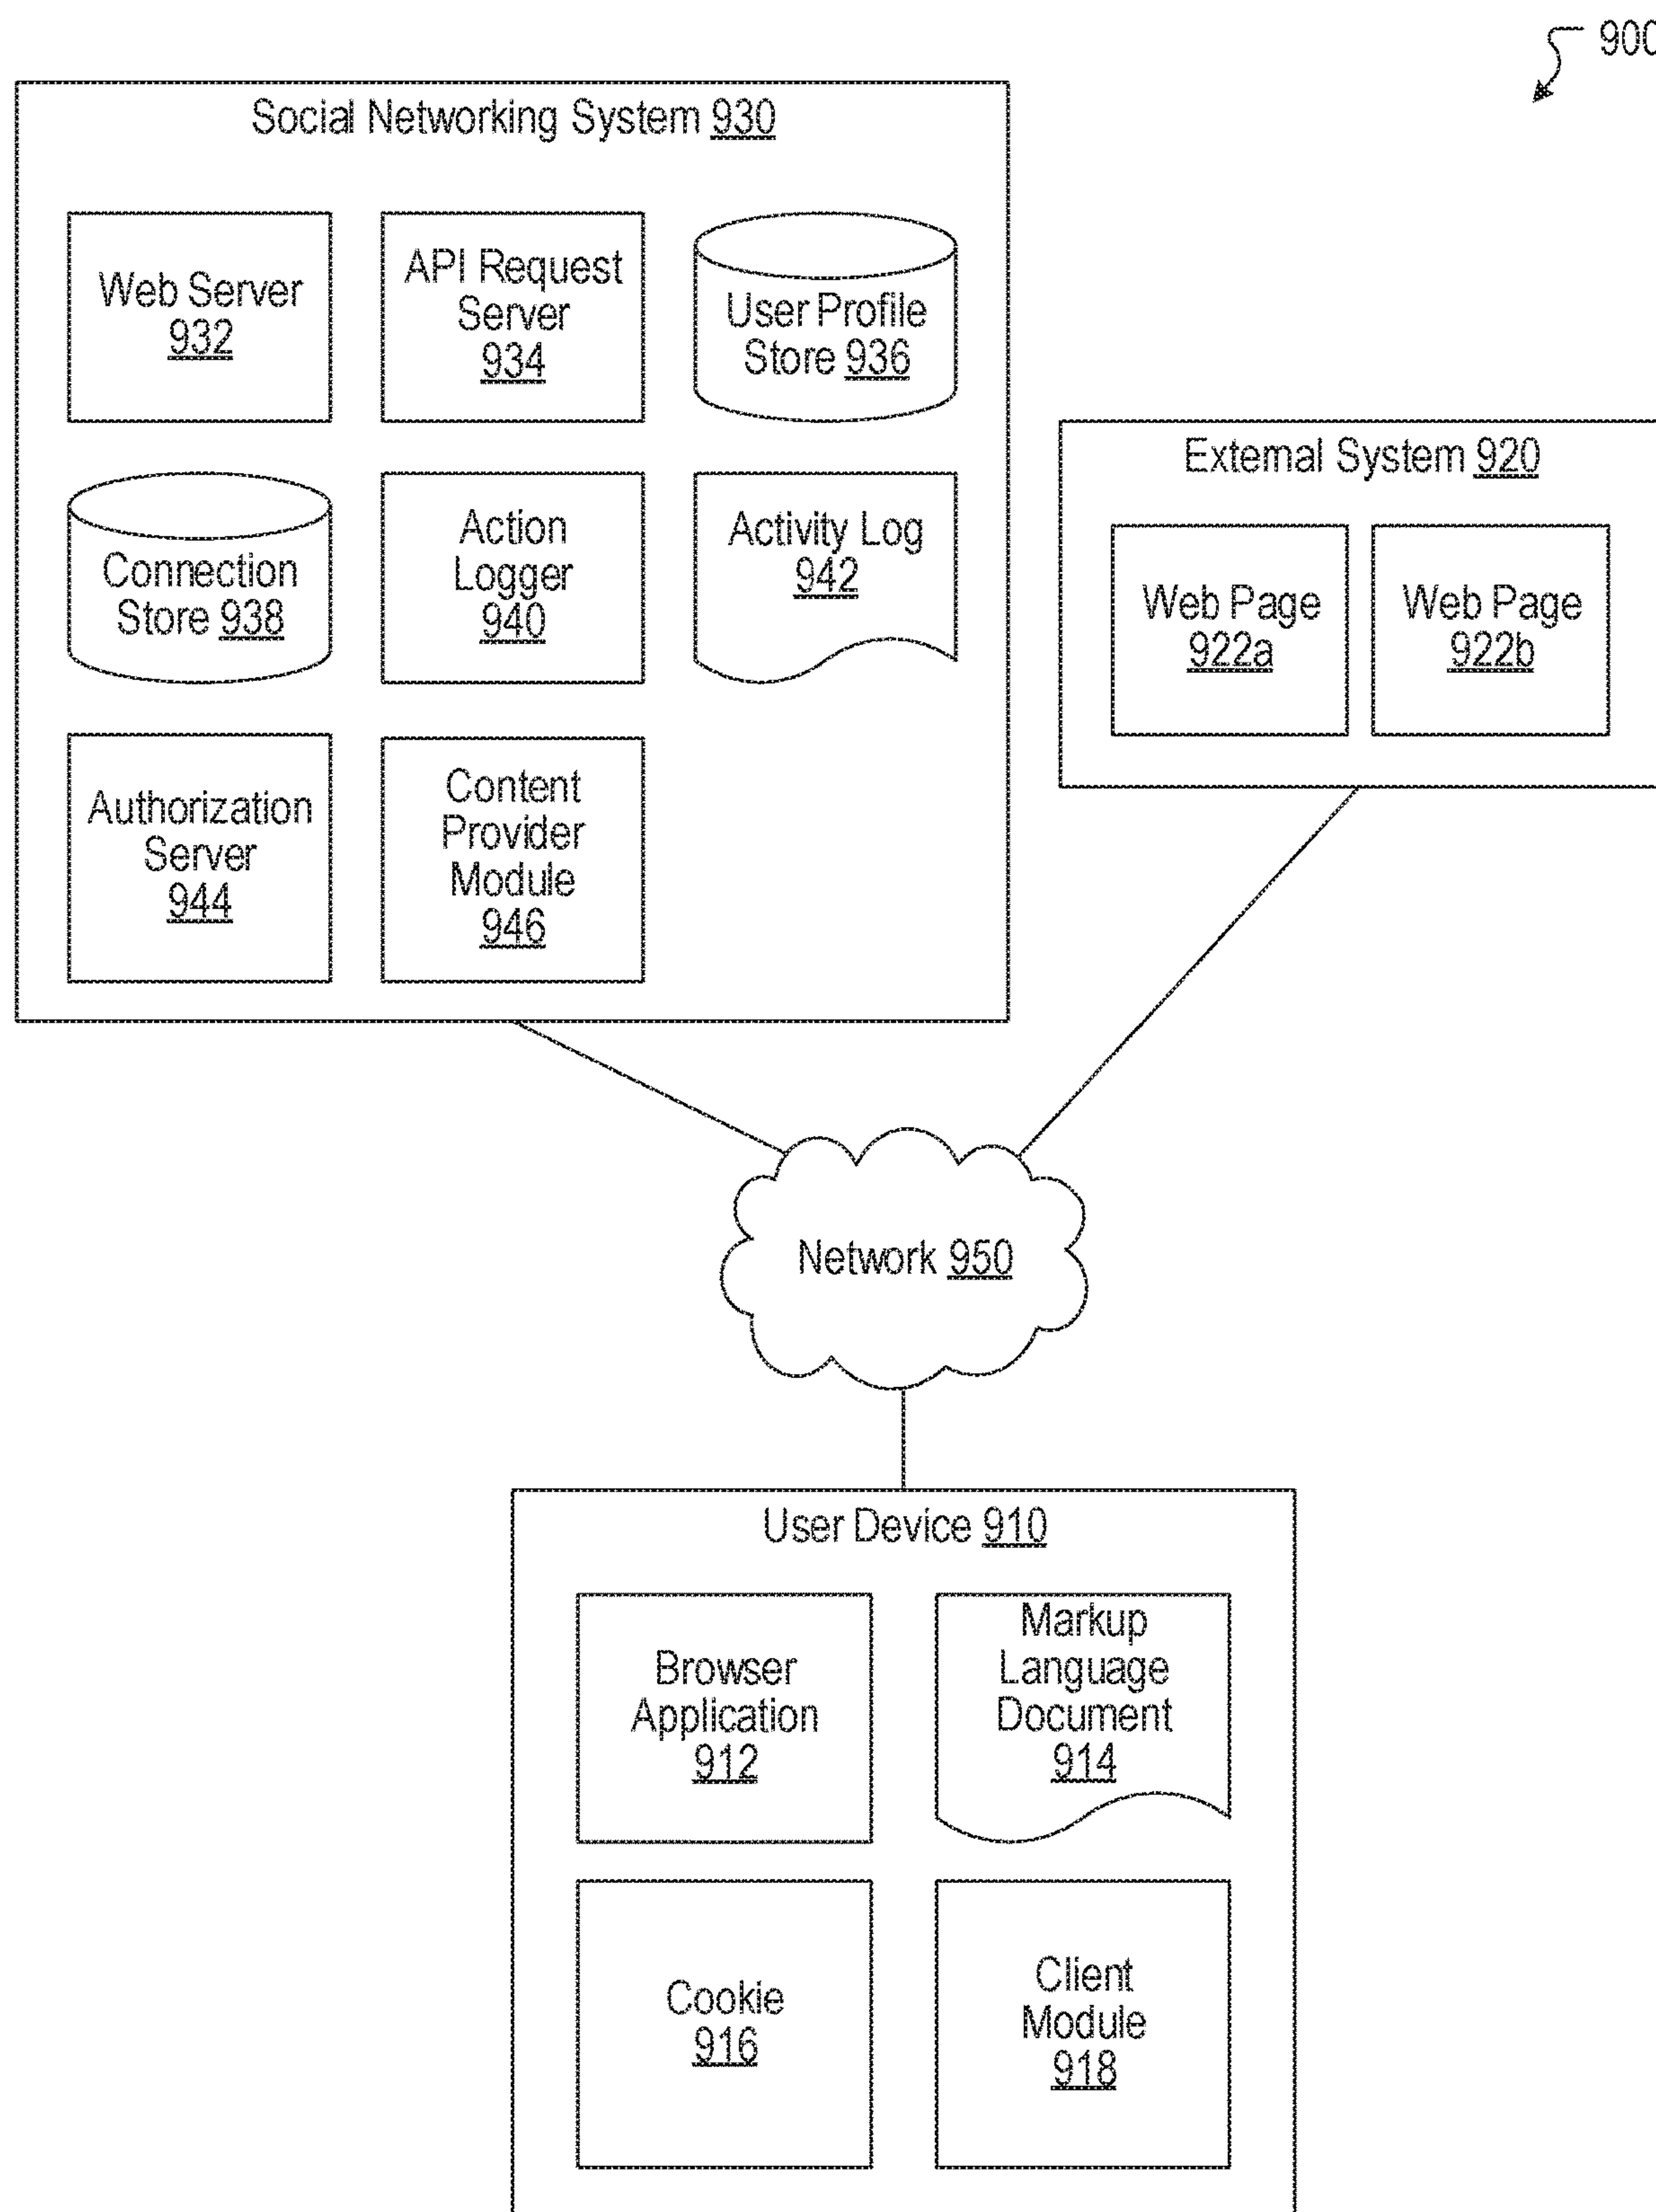 900
Social Networking System 930
Web Server
932
API Request
Server
934
User Profile
Store 936
Connection
Store 938
Action
Logger
940
Activity Log
942
Authorization
Server
944
Content
Provider
Module
946
External System 920
Web Page
922a
Web Page
922b
Network 950
User Device 910
Browser
Application
912
Markup
Language
Document
914
Cookie
916
Client
Module
918